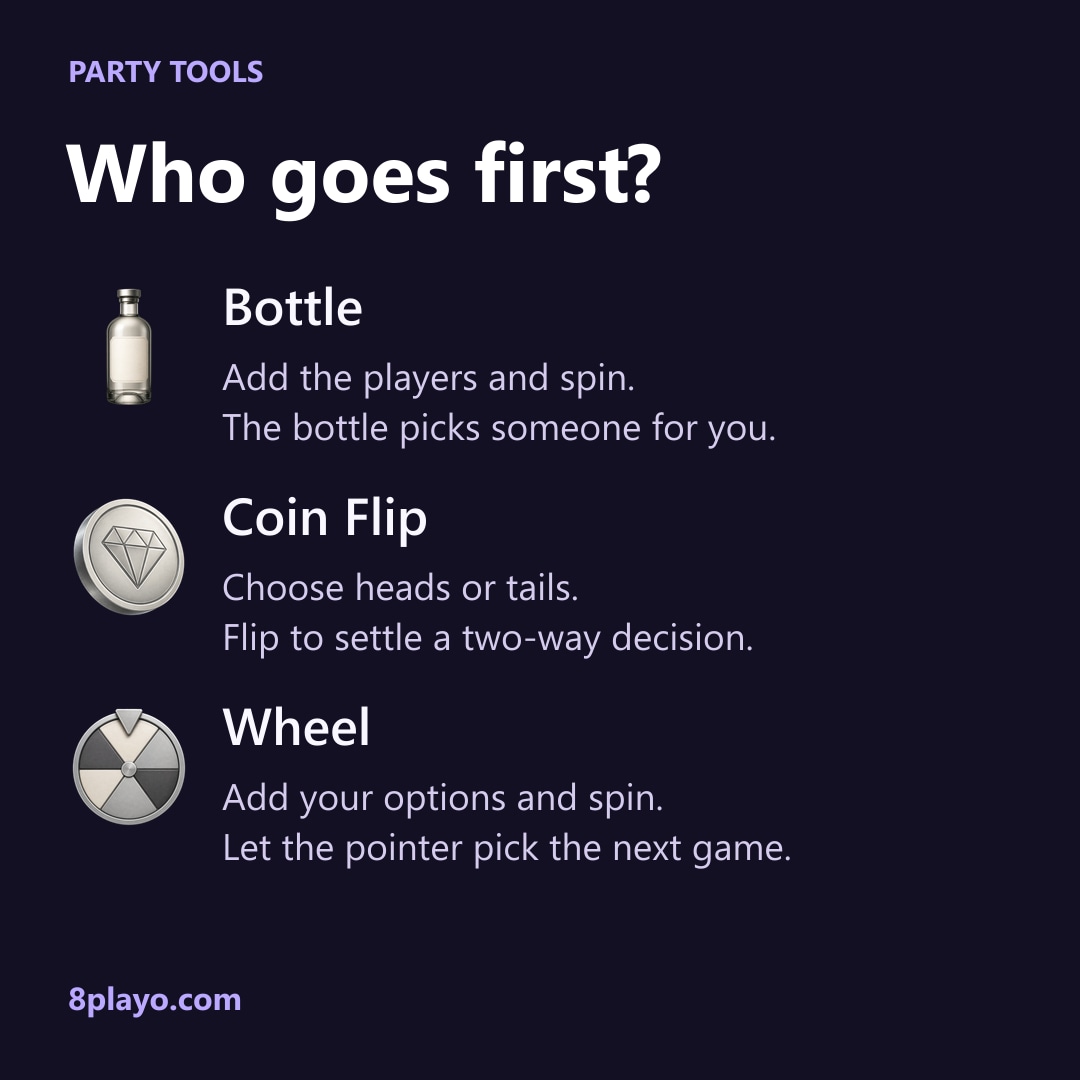 PARTY TOOLS
Who goes first?
Bottle
Add the players and spin.
The bottle picks someone for you.
Coin Flip
Choose heads or tails.
Flip to settle a two-way decision.
Wheel
Add your options and spin.
Let the pointer pick the next game.
8playo.com